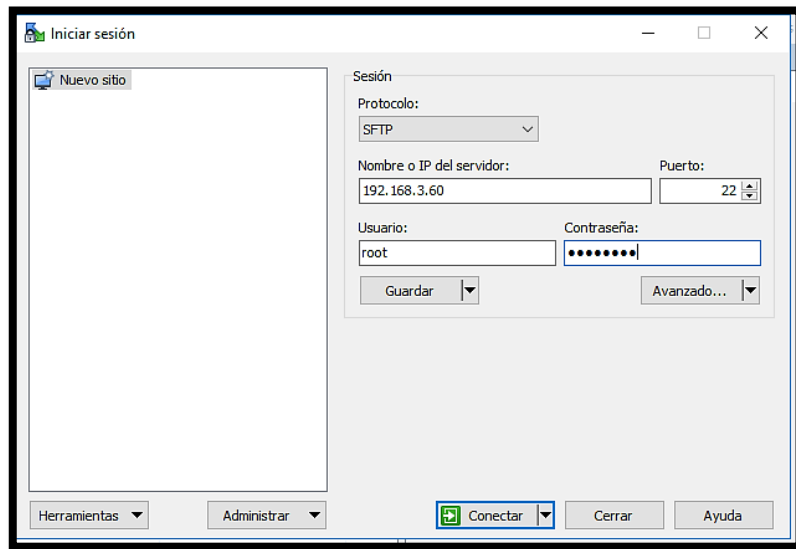 Iniciar sesión
Nuevo sitio
Sesión
Protocolo:
SFTP
Nombre o IP del servidor: Puerto:
192.168.3.60 22
Usuario: Contraseña:
root ●●●●●●●●
Guardar Avanzado...
Herramientas Administrar Conectar Cerrar Ayuda